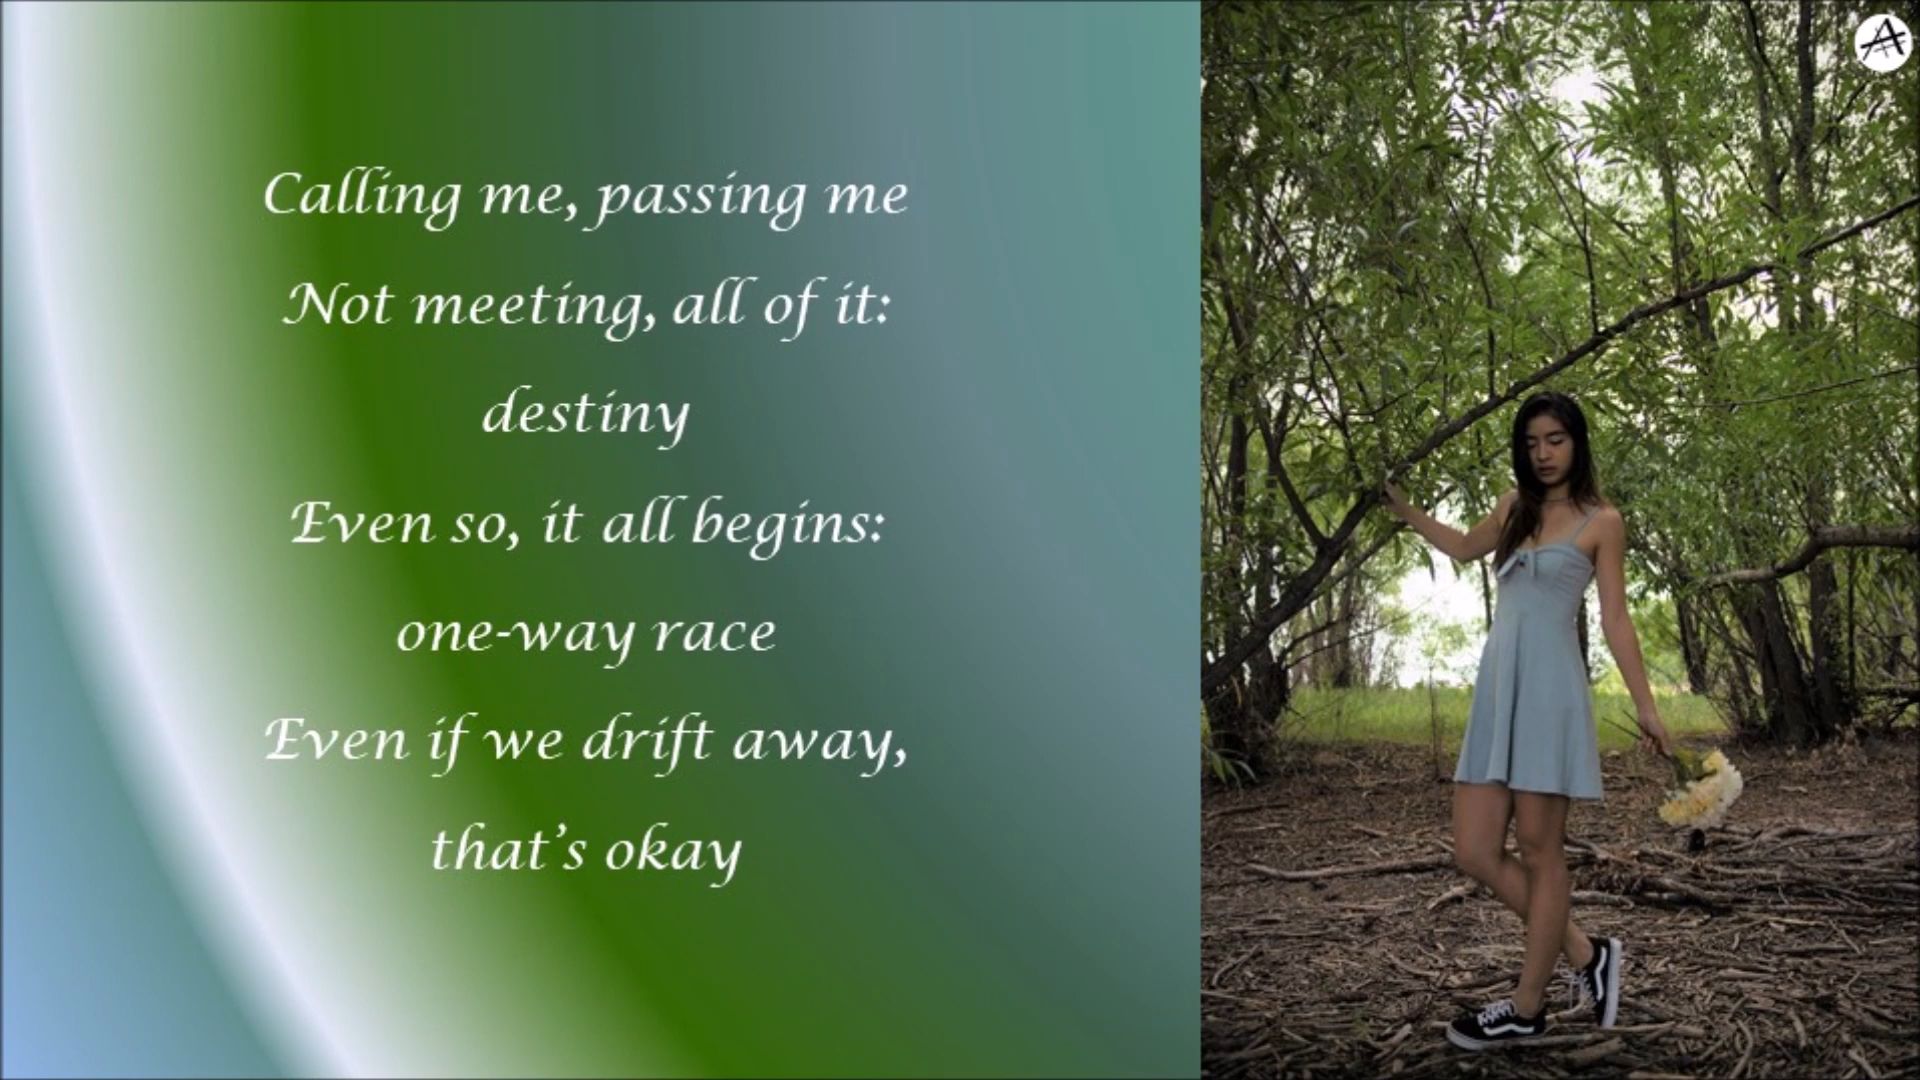 Calling me, passing me
Not meeting, all of it:
destiny
Even so, it all begins:
one-way race
Even if we drift away,
that’s okay